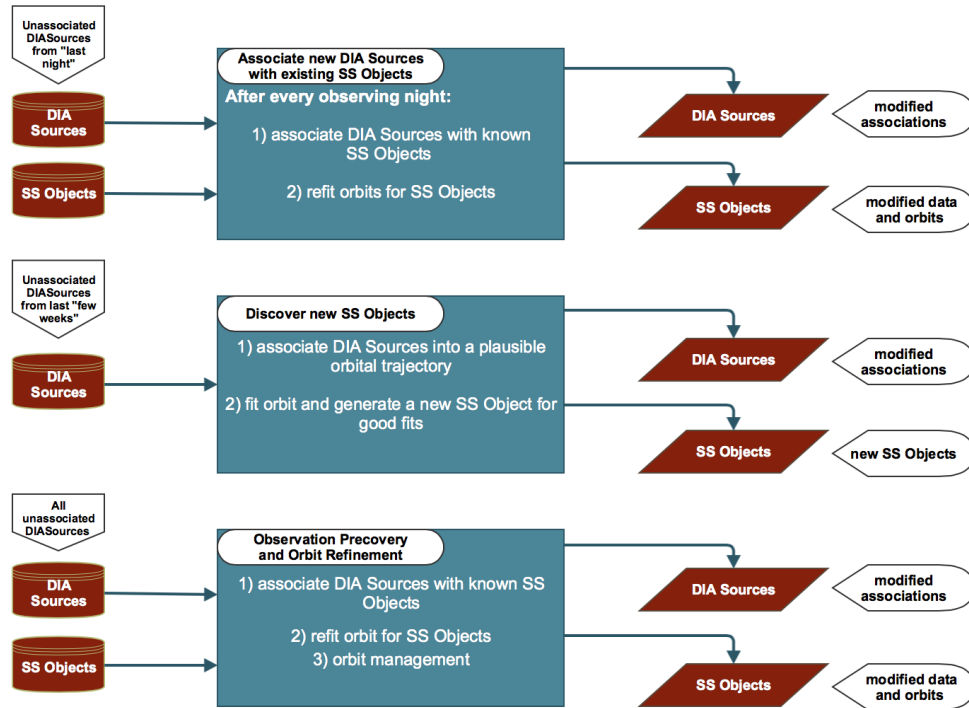 Unassociated
DIASources
from "last
night"
DIA
Sources
SS Objects
Associate new DIA Sources
with existing SS Objects
After every observing night:
1) associate DIA Sources with known
SS Objects
2) refit orbits for SS Objects
DIA Sources
modified
associations
SS Objects
modified data
and orbits
Unassociated
DIASources
from last "few
weeks"
DIA
Sources
Discover new SS Objects
1) associate DIA Sources into a plausible
orbital trajectory
2) fit orbit and generate a new SS Object for
good fits
DIA Sources
modified
associations
SS Objects
new SS Objects
All
unassociated
DIASources
DIA
Sources
SS Objects
Observation Precovery
and Orbit Refinement
1) associate DIA Sources with known SS
Objects
2) refit orbit for SS Objects
3) orbit management
DIA Sources
modified
associations
SS Objects
modified data
and orbits